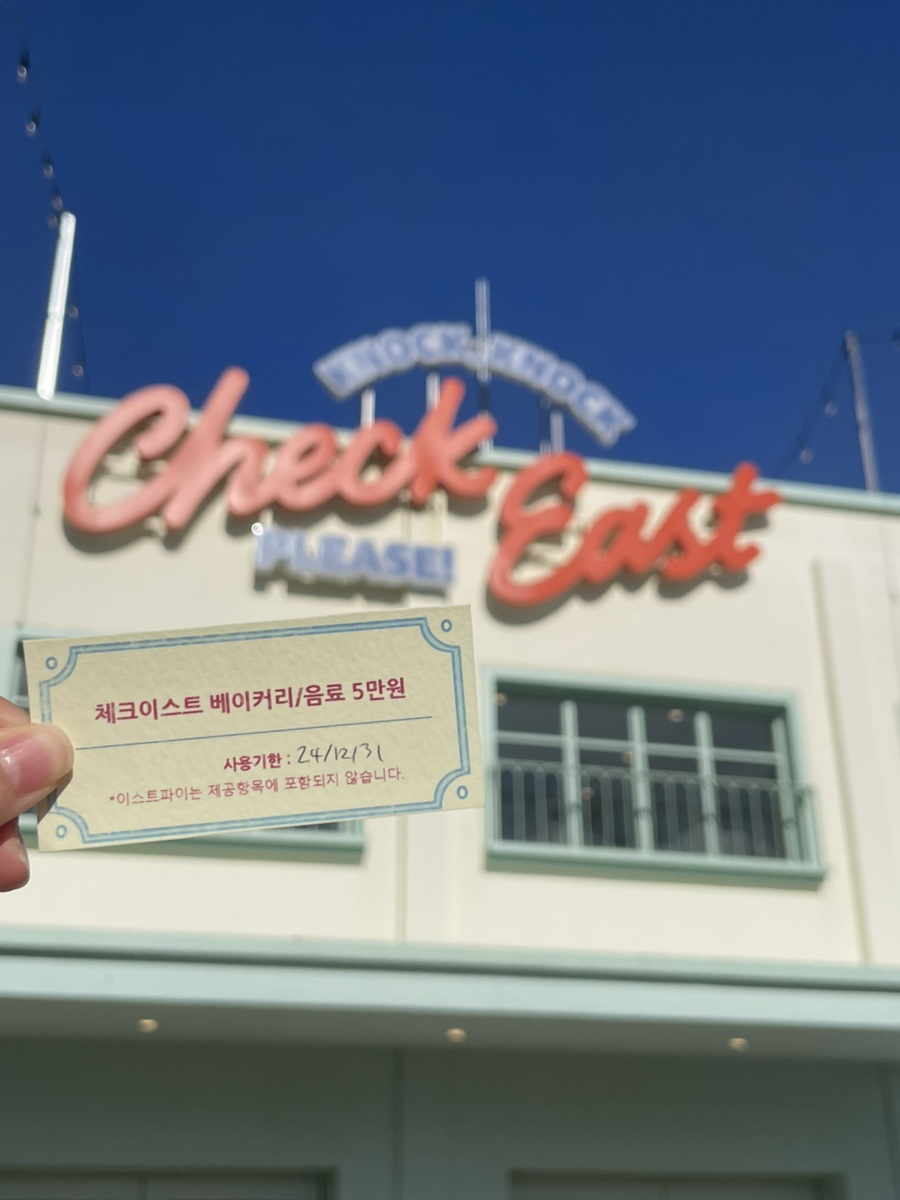 KNOCK KNOCK
Check East
PLEASE!
체크이스트 베이커리/음료 5만원
사용기한 : 24/12/31
*이스트파이는 제공항목에 포함되지 않습니다.